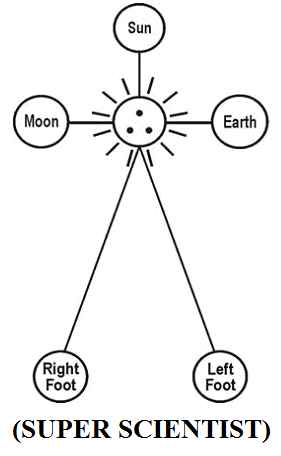 Sun
Moon
Earth
Right
Foot
Left
Foot
(SUPER SCIENTIST)